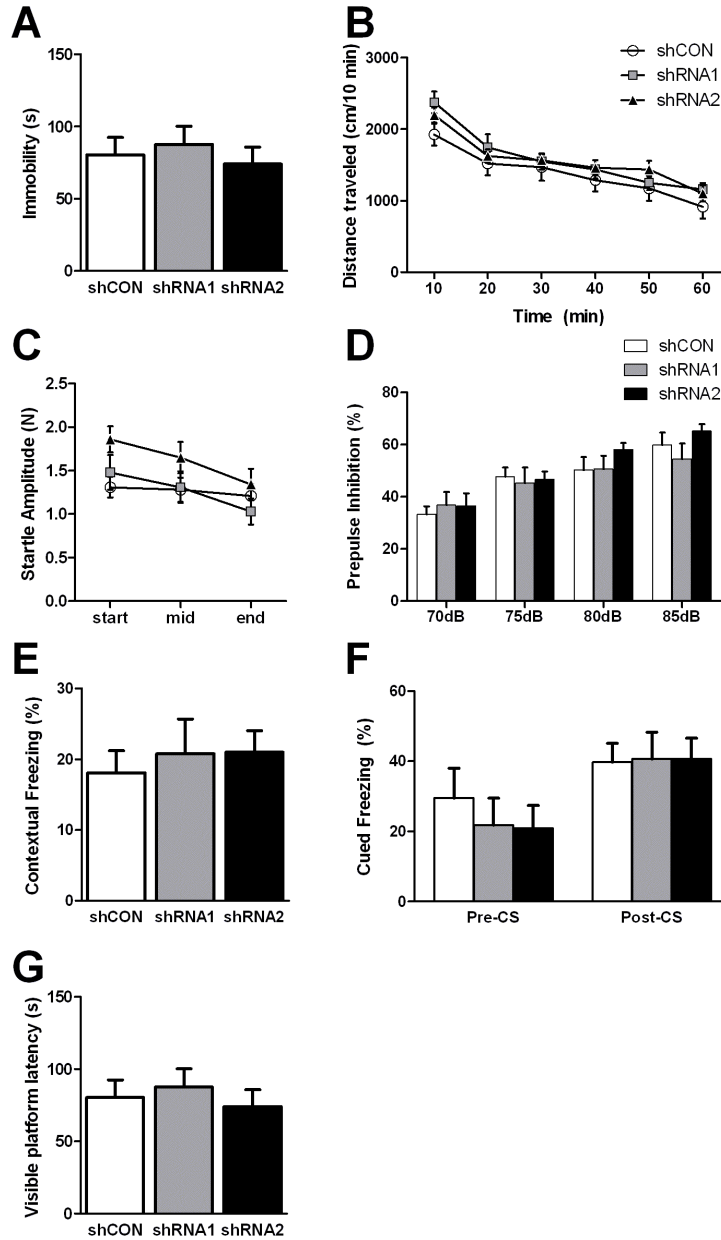 A
Immobility (s)
150
100
50
0
shCON shRNA1 shRNA2
B
shCON
shRNA1
shRNA2
Distance traveled (cm/10 min)
3000
2000
1000
0
10 20 30 40 50 60
Time (min)
C
Startle Amplitude (N)
2.5
2.0
1.5
1.0
0.5
0.0
start mid end
D
shCON
shRNA1
shRNA2
Prepulse Inhibition (%)
80
60
40
20
0
70dB 75dB 80dB 85dB
E
Contextual Freezing (%)
30
20
10
0
shCON shRNA1 shRNA2
F
Cued Freezing (%)
60
40
20
0
Pre-CS Post-CS
G
Visible platform latency (s)
150
100
50
0
shCON shRNA1 shRNA2